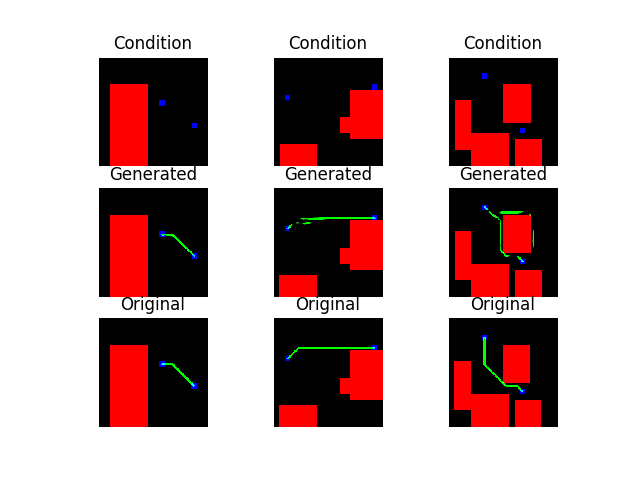 Condition Condition Condition
Generated Generated Generated
Original Original Original